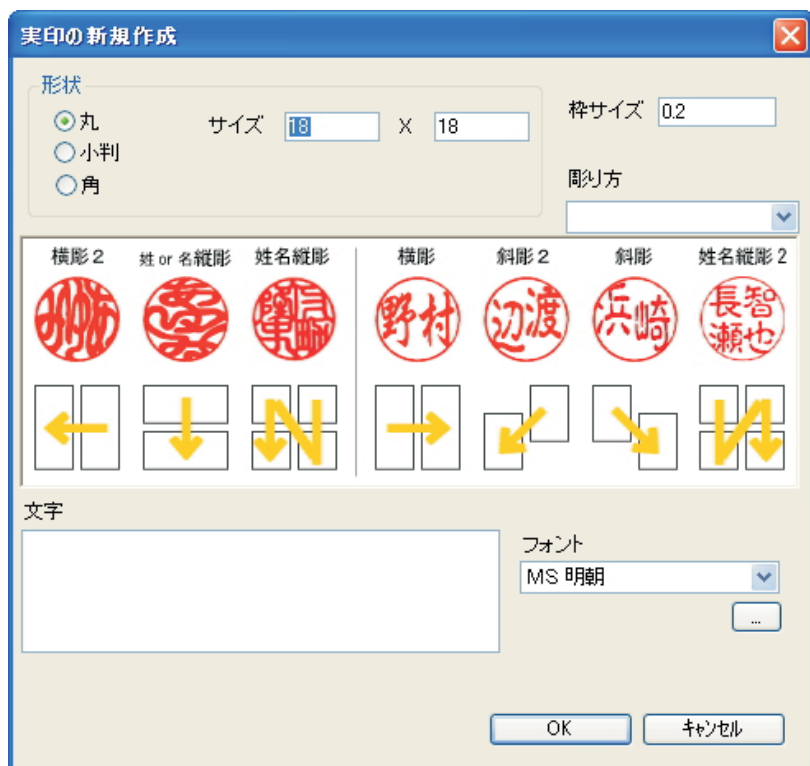 実印の新規作成
形状
丸
小判
角
サイズ 18 X 18
枠サイズ 0.2
彫り方
横彫2 姓 or 名縦彫 姓名縦彫 横彫 斜彫2 斜彫 姓名縦彫2
野村 渡辺 浜崎 智也長瀬
文字
フォント
MS 明朝
...
OK キャンセル